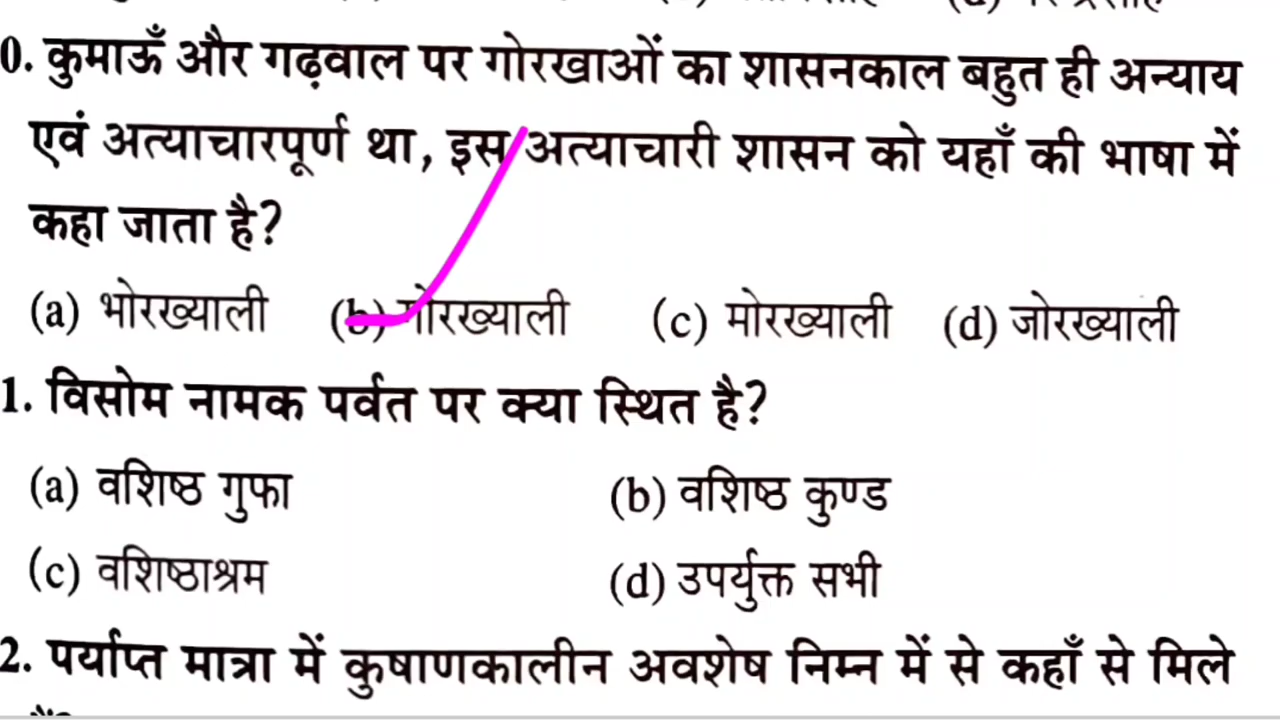 0. कुमाऊँ और गढ़वाल पर गोरखाओं का शासनकाल बहुत ही अन्याय
एवं अत्याचारपूर्ण था, इस अत्याचारी शासन को यहाँ की भाषा में
कहा जाता है?
(a) भोरख्याली (b) गोरख्याली (c) मोरख्याली (d) जोरख्याली
1. विसोम नामक पर्वत पर क्या स्थित है?
(a) वशिष्ठ गुफा (b) वशिष्ठ कुण्ड
(c) वशिष्ठाश्रम (d) उपर्युक्त सभी
2. पर्याप्त मात्रा में कुषाणकालीन अवशेष निम्न में से कहाँ से मिले